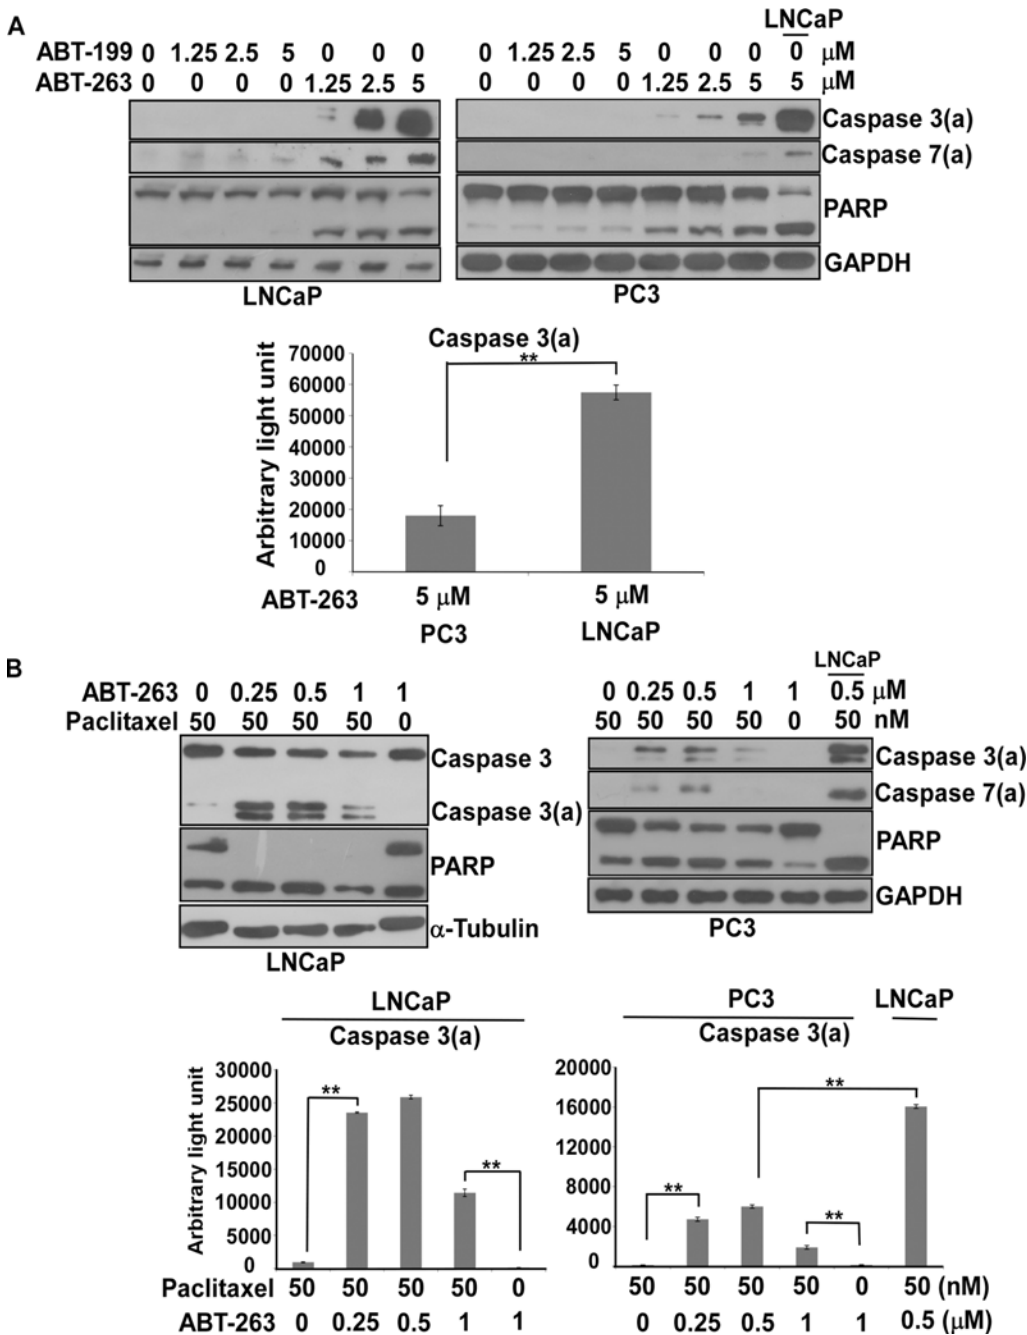 A
LNCaP
ABT-199 0 1.25 2.5 5 0 0 0 0 1.25 2.5 5 0 0 0 0 μM
ABT-263 0 0 0 0 1.25 2.5 5 0 0 0 0 1.25 2.5 5 5 μM
Caspase 3(a)
Caspase 7(a)
PARP
GAPDH
LNCaP PC3
Caspase 3(a)
**
Arbitrary light unit
70000
60000
50000
40000
30000
20000
10000
0
ABT-263 5 μM 5 μM
PC3 LNCaP
B
LNCaP
ABT-263 0 0.25 0.5 1 1 0 0.25 0.5 1 1 0.5 μM
Paclitaxel 50 50 50 50 0 50 50 50 50 0 50 nM
Caspase 3
Caspase 3(a)
PARP
α-Tubulin
LNCaP
Caspase 3(a)
Caspase 7(a)
PARP
GAPDH
PC3
LNCaP
Caspase 3(a)
Arbitrary light unit
30000
25000
20000
15000
10000
5000
0
** **
PC3 LNCaP
Caspase 3(a)
20000
16000
12000
8000
4000
0
** ** **
Paclitaxel 50 50 50 50 0 50 50 50 50 0 50 (nM)
ABT-263 0 0.25 0.5 1 1 0 0.25 0.5 1 1 0.5 (μM)